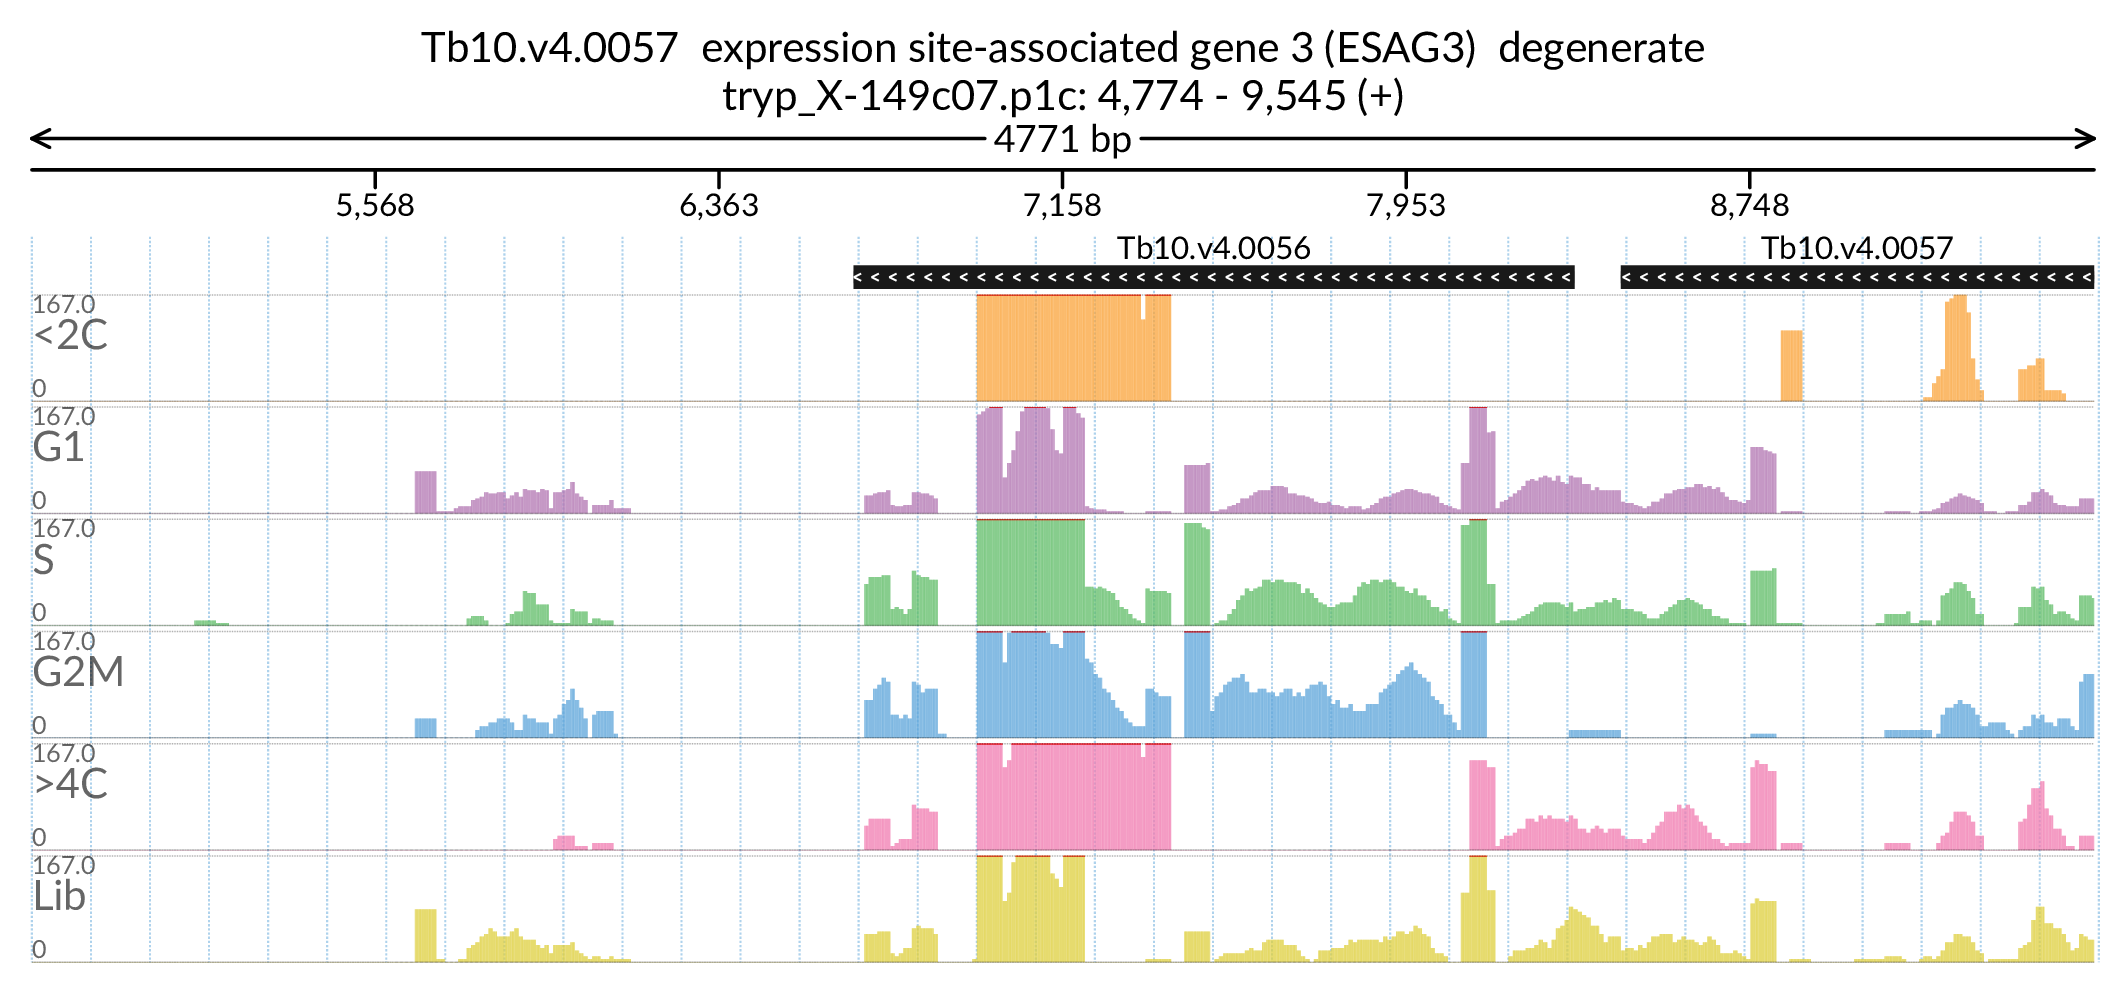 Tb10.v4.0057 expression site-associated gene 3 (ESAG3) degenerate
tryp_X-149c07.p1c: 4,774 - 9,545 (+)
4771 bp
5,568 6,363 7,158 7,953 8,748
Tb10.v4.0056 Tb10.v4.0057
167.0
<2C
0
167.0
G1
0
167.0
S
0
167.0
G2M
0
167.0
>4C
0
167.0
Lib
0